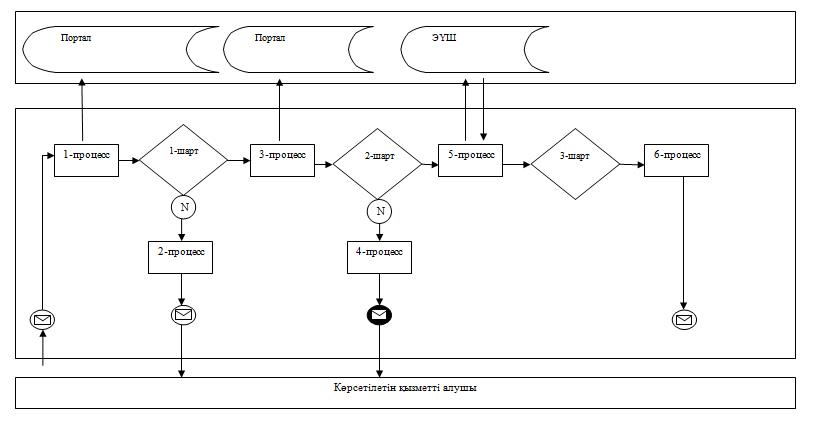 Портал
Портал
ЭҮШ
1-процесс
1-шарт
3-процесс
2-шарт
5-процесс
3-шарт
6-процесс
N
N
2-процесс
4-процесс
Көрсетілетін қызметті алушы